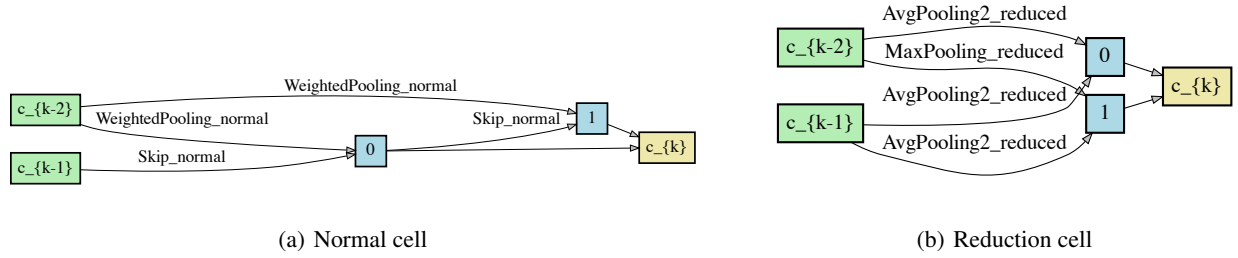 WeightedPooling_normal
c_{k-2}
WeightedPooling_normal
Skip_normal
1
Skip_normal
0
c_{k-1}
c_{k}
(a) Normal cell
AvgPooling2_reduced
c_{k-2}
MaxPooling_reduced
0
AvgPooling2_reduced
c_{k}
c_{k-1}
1
AvgPooling2_reduced
(b) Reduction cell